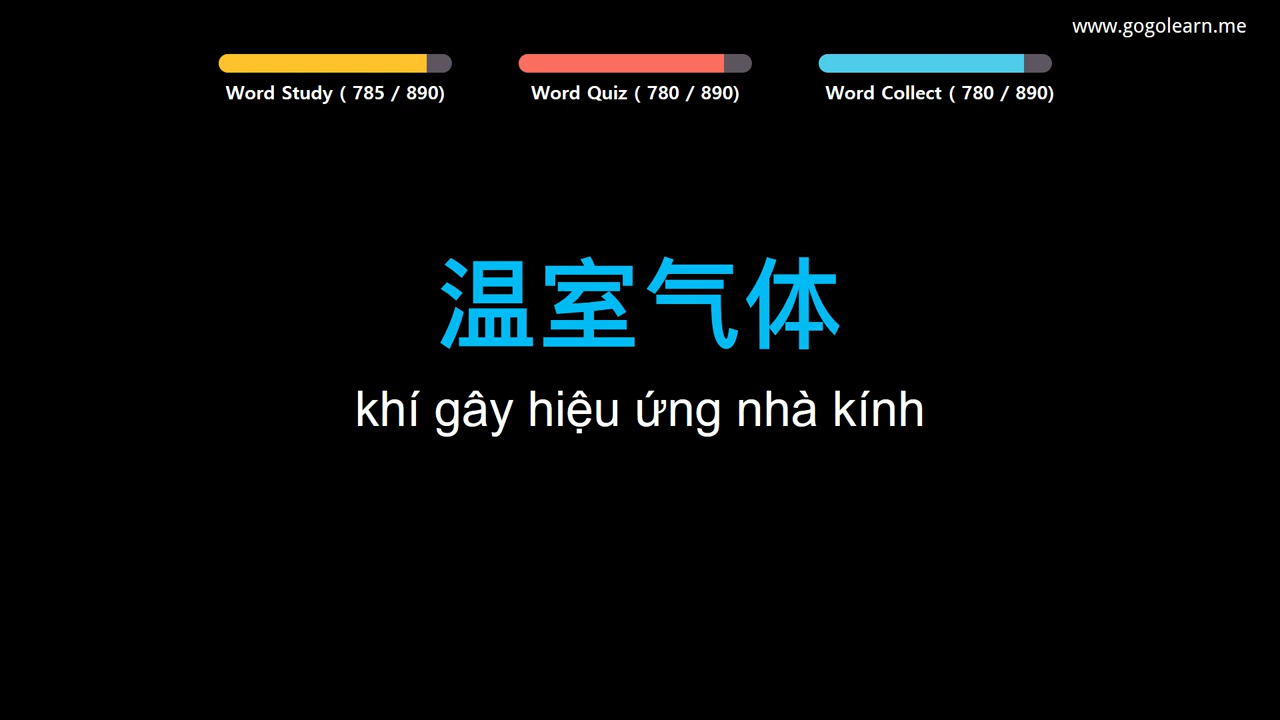 www.gogolearn.me
Word Study ( 785 / 890)
Word Quiz ( 780 / 890)
Word Collect ( 780 / 890)
温室气体
khí gây hiệu ứng nhà kính